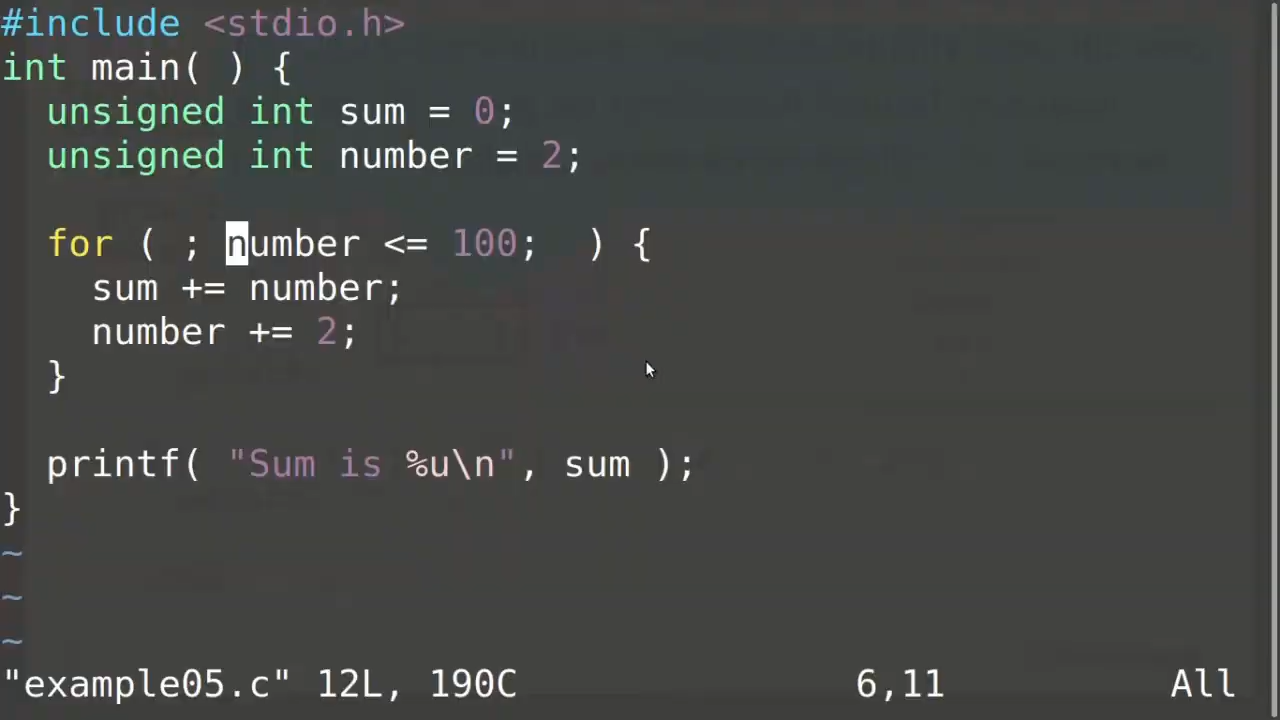 #include <stdio.h>
int main( ) {
  unsigned int sum = 0;
  unsigned int number = 2;

  for ( ; number <= 100;  ) {
    sum += number;
    number += 2;
  }

  printf( "Sum is %u\n", sum );
}
~
~
~
"example05.c" 12L, 190C 6,11 All